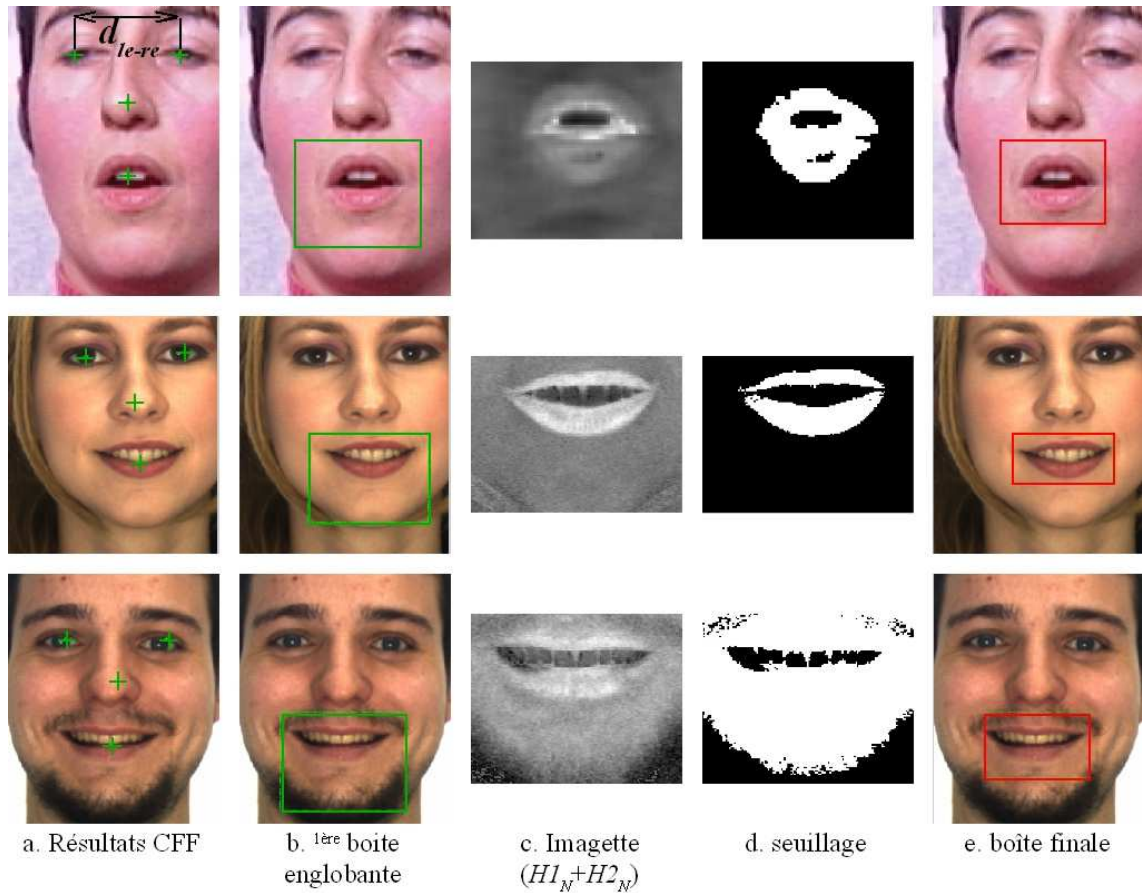 d le-re
a. Résultats CFF
b. 1ère boite
englobante
c. Imagette
(H1N+H2N)
d. seuillage
e. boîte finale